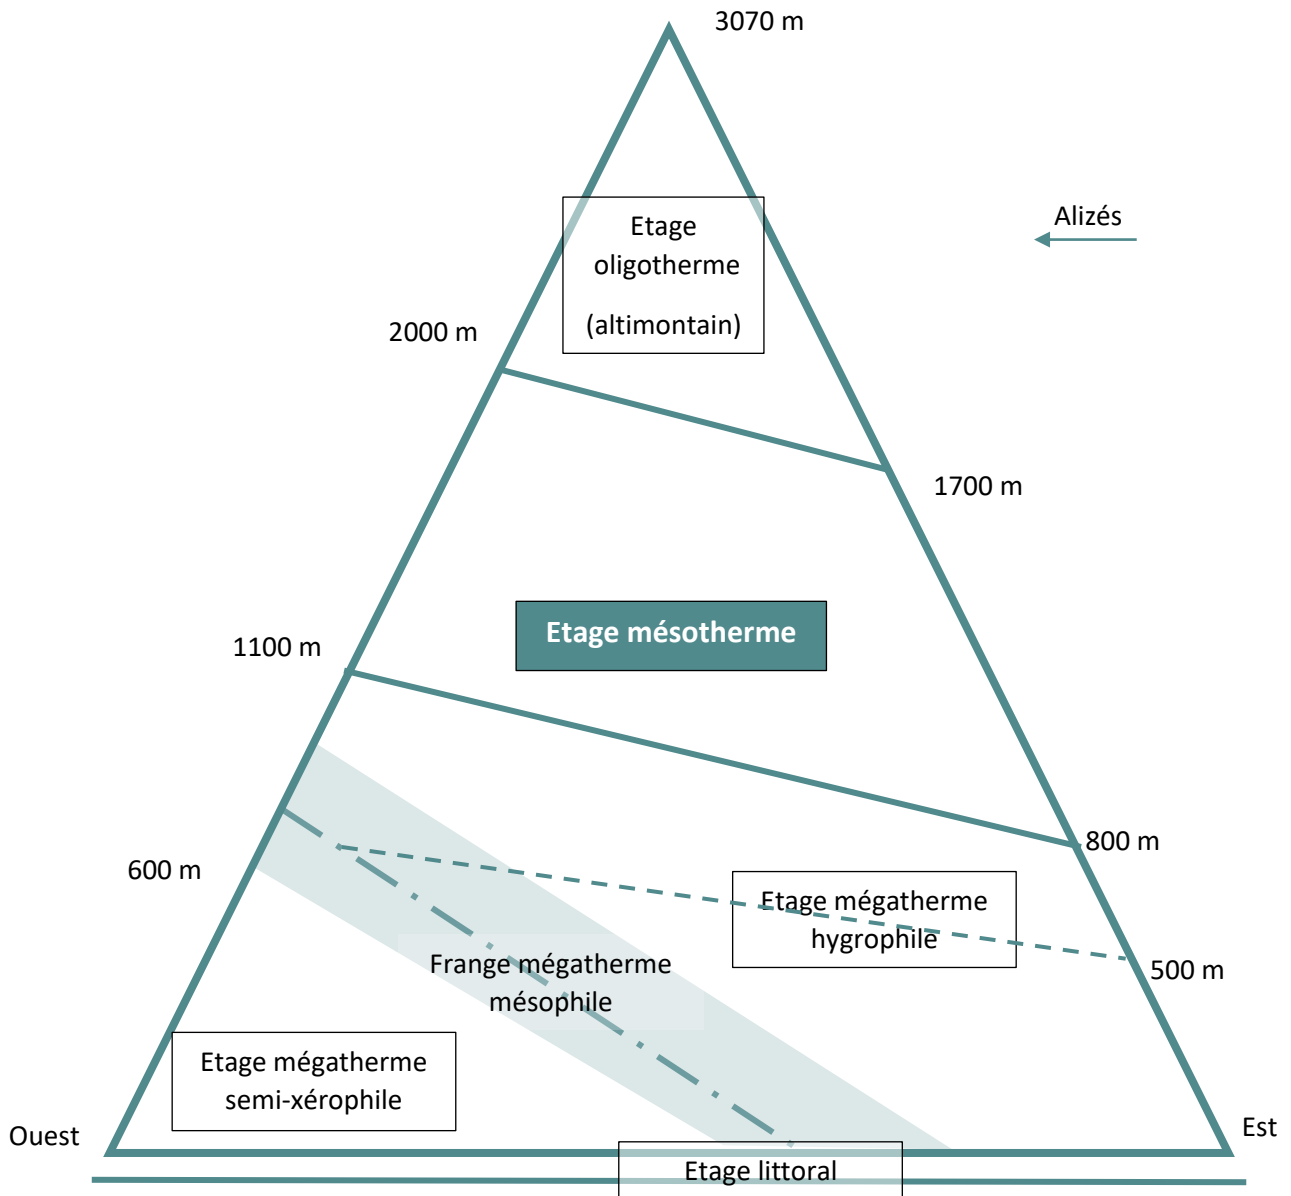 3070 m
Etage
oligotherme
(altimontain)
Alizés
2000 m
1700 m
Etage mésotherme
1100 m
800 m
600 m
Etage mégatherme
hygrophile
Frange mégatherme
mésophile
500 m
Etage mégatherme
semi-xérophile
Ouest
Est
Etage littoral